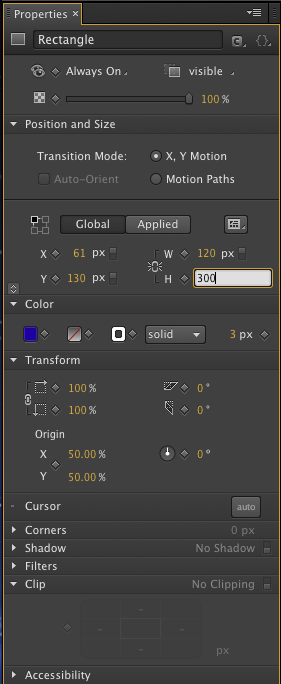 Properties ×
Rectangle
Always On
visible
100 %
Position and Size
Transition Mode:
X, Y Motion
Auto-Orient
Motion Paths
Global
Applied
X 61 px
W 120 px
Y 130 px
H 300
Color
solid
3 px
Transform
100 %
0 °
100 %
0 °
Origin
X 50.00 %
0 °
Y 50.00 %
Cursor
auto
Corners
0 px
Shadow
No Shadow
Filters
Clip
No Clipping
px
Accessibility